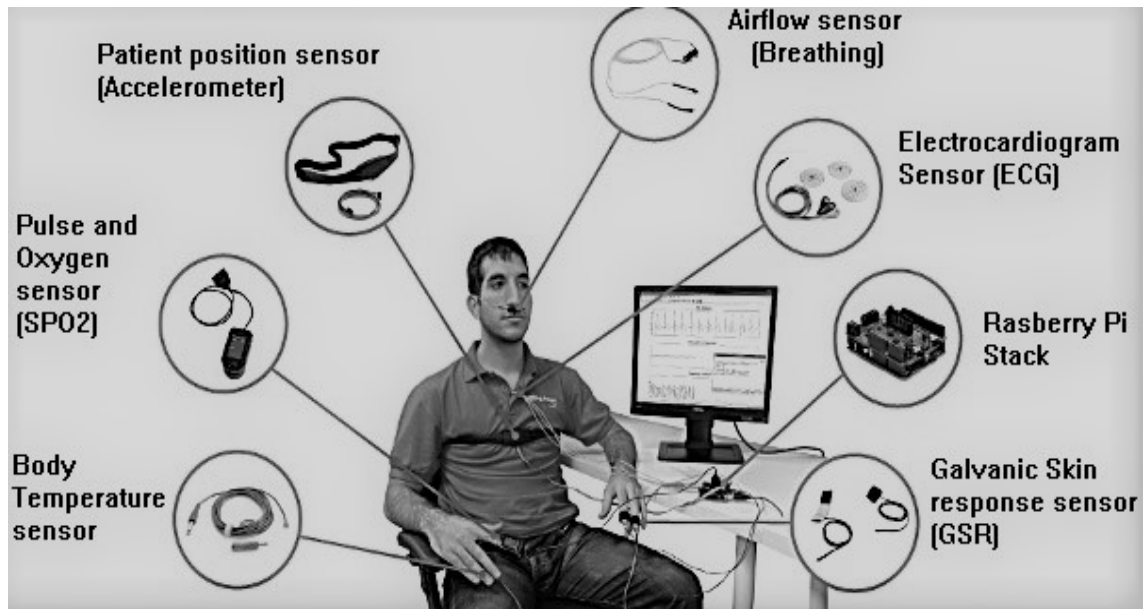 Airflow sensor
(Breathing)
Patient position sensor
(Accelerometer)
Electrocardiogram
Sensor (ECG)
Pulse and
Oxygen
sensor
(SPO2)
Rasberry Pi
Stack
Body
Temperature
sensor
Galvanic Skin
response sensor
(GSR)